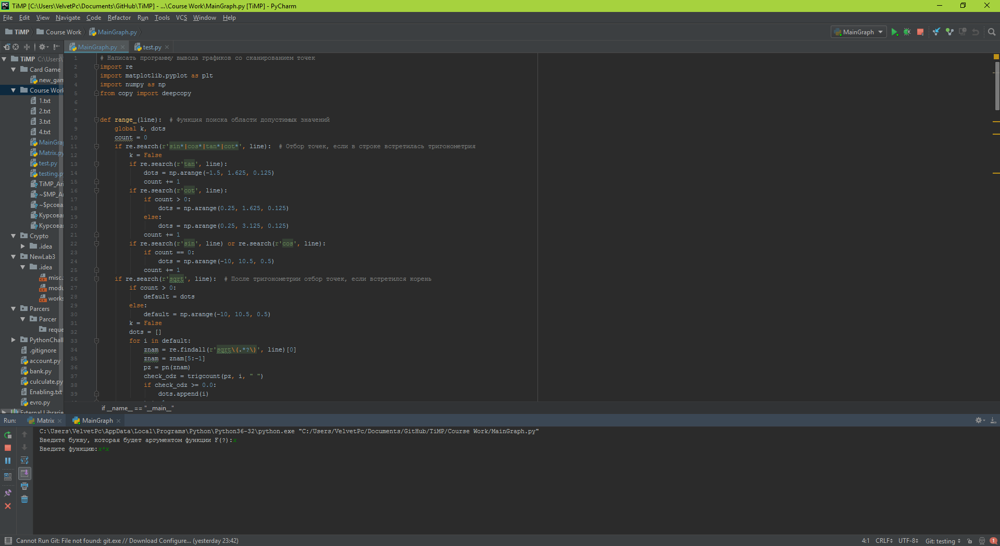 TiMP [C:\Users\VelvetPc\Documents\GitHub\TiMP] - ...\Course Work\MainGraph.py [TiMP] - PyCharm
File Edit View Navigate Code Refactor Run Tools VCS Window Help
TiMP Course Work MainGraph.py MainGraph
MainGraph.py test.py
TiMP C:\Users\
Card Game
new_gam
Course Work
1.txt
2.txt
3.txt
4.txt
MainGra
Matrix.py
test.py
testing.p
TiMP_Ari
~$MP_A
~$рсова
Курсовая
Курсовая
Crypto
.idea
NewLab3
.idea
misc.
modu
works
Parcers
Parcer
reque
PythonChall
.gitignore
account.py
bank.py
culculate.py
Enabling.txt
evro.py
External Librarie
1 # Написать программу вывода графиков со сканированием точек
2 import re
3 import matplotlib.pyplot as plt
4 import numpy as np
5 from copy import deepcopy
6
7
8 def range_(line):  # Функция поиска области допустимых значений
9     global k, dots
10     count = 0
11     if re.search(r'sin*|cos*|tan*|cot*', line):  # Отбор точек, если в строке встретилась тригонометрия
12         k = False
13         if re.search(r'tan', line):
14             dots = np.arange(-1.5, 1.625, 0.125)
15             count += 1
16         if re.search(r'cot', line):
17             if count > 0:
18                 dots = np.arange(0.25, 1.625, 0.125)
19             else:
20                 dots = np.arange(0.25, 3.125, 0.125)
21             count += 1
22         if re.search(r'sin', line) or re.search(r'cos', line):
23             if count == 0:
24                 dots = np.arange(-10, 10.5, 0.5)
25             count += 1
26     if re.search(r'sqrt', line):  # После тригонометрии отбор точек, если встретился корень
27         if count > 0:
28             default = dots
29         else:
30             default = np.arange(-10, 10.5, 0.5)
31         k = False
32         dots = []
33         for i in default:
34             znam = re.findall(r'sqrt\(.*?\)', line)[0]
35             znam = znam[5:-1]
36             pz = pn(znam)
37             check_odz = trigcount(pz, i, " ")
38             if check_odz >= 0.0:
39                 dots.append(i)
if __name__ == "__main__"
Run: Matrix MainGraph
C:\Users\VelvetPc\AppData\Local\Programs\Python\Python36-32\python.exe "C:/Users/VelvetPc/Documents/GitHub/TiMP/Course Work/MainGraph.py"
Введите букву, которая будет аргументом функции F(?):x
Введите функцию:x*x
Cannot Run Git: File not found: git.exe // Download Configure... (yesterday 23:42) 4:1 CRLF UTF-8 Git: testing 1